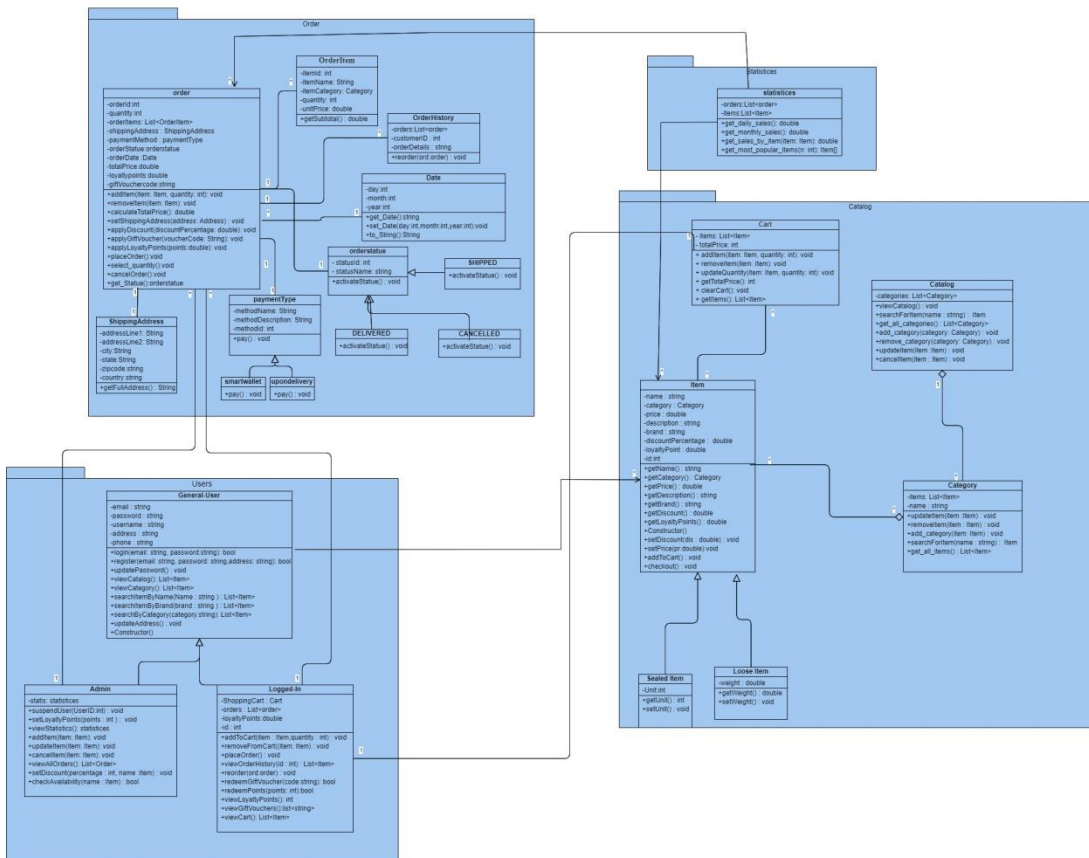 Order
order
-orderid:int
-quantity:int
-orderItems: List<OrderItem>
-shippingAddress : ShippingAddress
-paymentMethod : paymentType
-orderStatue:orderstatue
-orderDate :Date
-totalPrice:double
-loyaltypoints:double
-giftVouchercode:string
+addItem(item: Item, quantity: int): void
+removeItem(item: Item): void
+calculateTotalPrice(): double
+setShippingAddress(address: Address) : void
+applyDiscount(discountPercentage: double): void
+applyGiftVoucher(voucherCode: String): void
+applyLoyaltyPoints(points:double): void
+placeOrder():void
+select_quantity():void
+cancelOrder():void
+get_Statue():orderstatue
OrderItem
-itemId: int
-itemName: String
-itemCategory: Category
-quantity: int
-unitPrice: double
+getSubtotal() : double
OrderHistory
-orders:List<order>
-customerID : int
-orderDetails : string
+reorder(ord:order) : void
Date
-day:int
-month:int
-year:int
+get_Date():string
+set_Date(day:int,month:int,year:int):void
+to_String():String
orderstatue
- statusId: int
- statusName: string
+activateStatue() : void
SHIPPED
+activateStatue() : void
DELIVERED
+activateStatue() : void
CANCELLED
+activateStatue() : void
paymentType
-methodName: String
-methodDescription: String
-methodId: int
+pay() : void
smartwallet
+pay() : void
upondelivery
+pay() : void
ShippingAddress
-addressLine1: String
-addressLine2: String
-city:String
-state:String
-zipcode:string
-country:string
+getFullAddress() : String
Statistices
statistices
-orders:List<order>
-items:List<Item>
+get_daily_sales(): double
+get_monthly_sales(): double
+get_sales_by_item(item: Item): double
+get_most_popular_items(n: int): Item[]
Catalog
Cart
- items: List<Item>
- totalPrice: int
+ addItem(item: Item, quantity: int): void
+ removeItem(item: Item): void
+ updateQuantity(item: Item, quantity: int): void
+ getTotalPrice(): int
+ clearCart(): void
+ getItems(): List<Item>
Catalog
-categories: List<Category>
+viewCatalog() : void
+searchForItem(name : string) : Item
+get_all_categories() : List<Category>
+add_category(category: Category) : void
+remove_category(category: Category) : void
+updateItem(item : Item) : void
+cancelItem(item : Item) : void
Item
-name : string
-category : Category
-price : double
-description : string
-brand : string
-discountPercentage : double
-loyaltyPoint : double
-id:int
+getName() : string
+getCategory() : Category
+getPrice() : double
+getDescription() : string
+getBrand() : string
+getDiscount() : double
+getLoyaltyPoints() : double
+Constructor()
+setDiscount(dis : double) : void
+setPrice(pr:double):void
+addToCart() : void
+checkout() : void
Category
-items: List<Item>
-name : string
+updateItem(item :Item) : void
+removeItem(item: Item) : void
+add_category(item: Item) : void
+searchForItem(name : string) : Item
+get_all_items() : List<Item>
Sealed Item
-Unit:int
+getUnit() : int
+setUnit() : void
Loose Item
-weight : double
+getWeight() : double
+setWeight() : void
Users
General-User
-email : string
-password : string
-username : string
-address : string
-phone : string
+login(email: string, password:string): bool
+register(email: string, password: string,address: string): bool
+updatePassword() : void
+viewCatalog() : List<Item>
+viewCategory() : List<Item>
+searchItemByName(Name : string ) : List<Item>
+searchItemByBrand(brand : string ) : List<Item>
+searchByCategory(category:string): List<Item>
+updateAddress() : void
+Constructor()
Admin
-statis: statistices
+suspendUser(UserID:int) : void
+setLoyaltyPoints(points : int ) : void
+viewStatistics(): statistices
+addItem(item: Item): void
+updateItem(item: Item): void
+cancelItem(item: Item): void
+viewAllOrders(): List<Order>
+setDiscount(percentage : int, name :Item) : void
+checkAvailability(name : Item) : bool
Logged-In
-ShoppingCart : Cart
-orders : List<order>
-loyaltyPoints:double
-id : int
+addToCart(item : Item,quantity : int) : void
+removeFromCart((item: Item) : void
+placeOrder() : void
+viewOrderHistory(id : int) : List<Item>
+reorder(ord:order) : void
+redeemGiftVoucher(code:string): bool
+redeemPoints(points: int):bool
+viewLoyaltyPoints(): int
+viewGiftVouchers():list<string>
+viewCart(): List<Item>